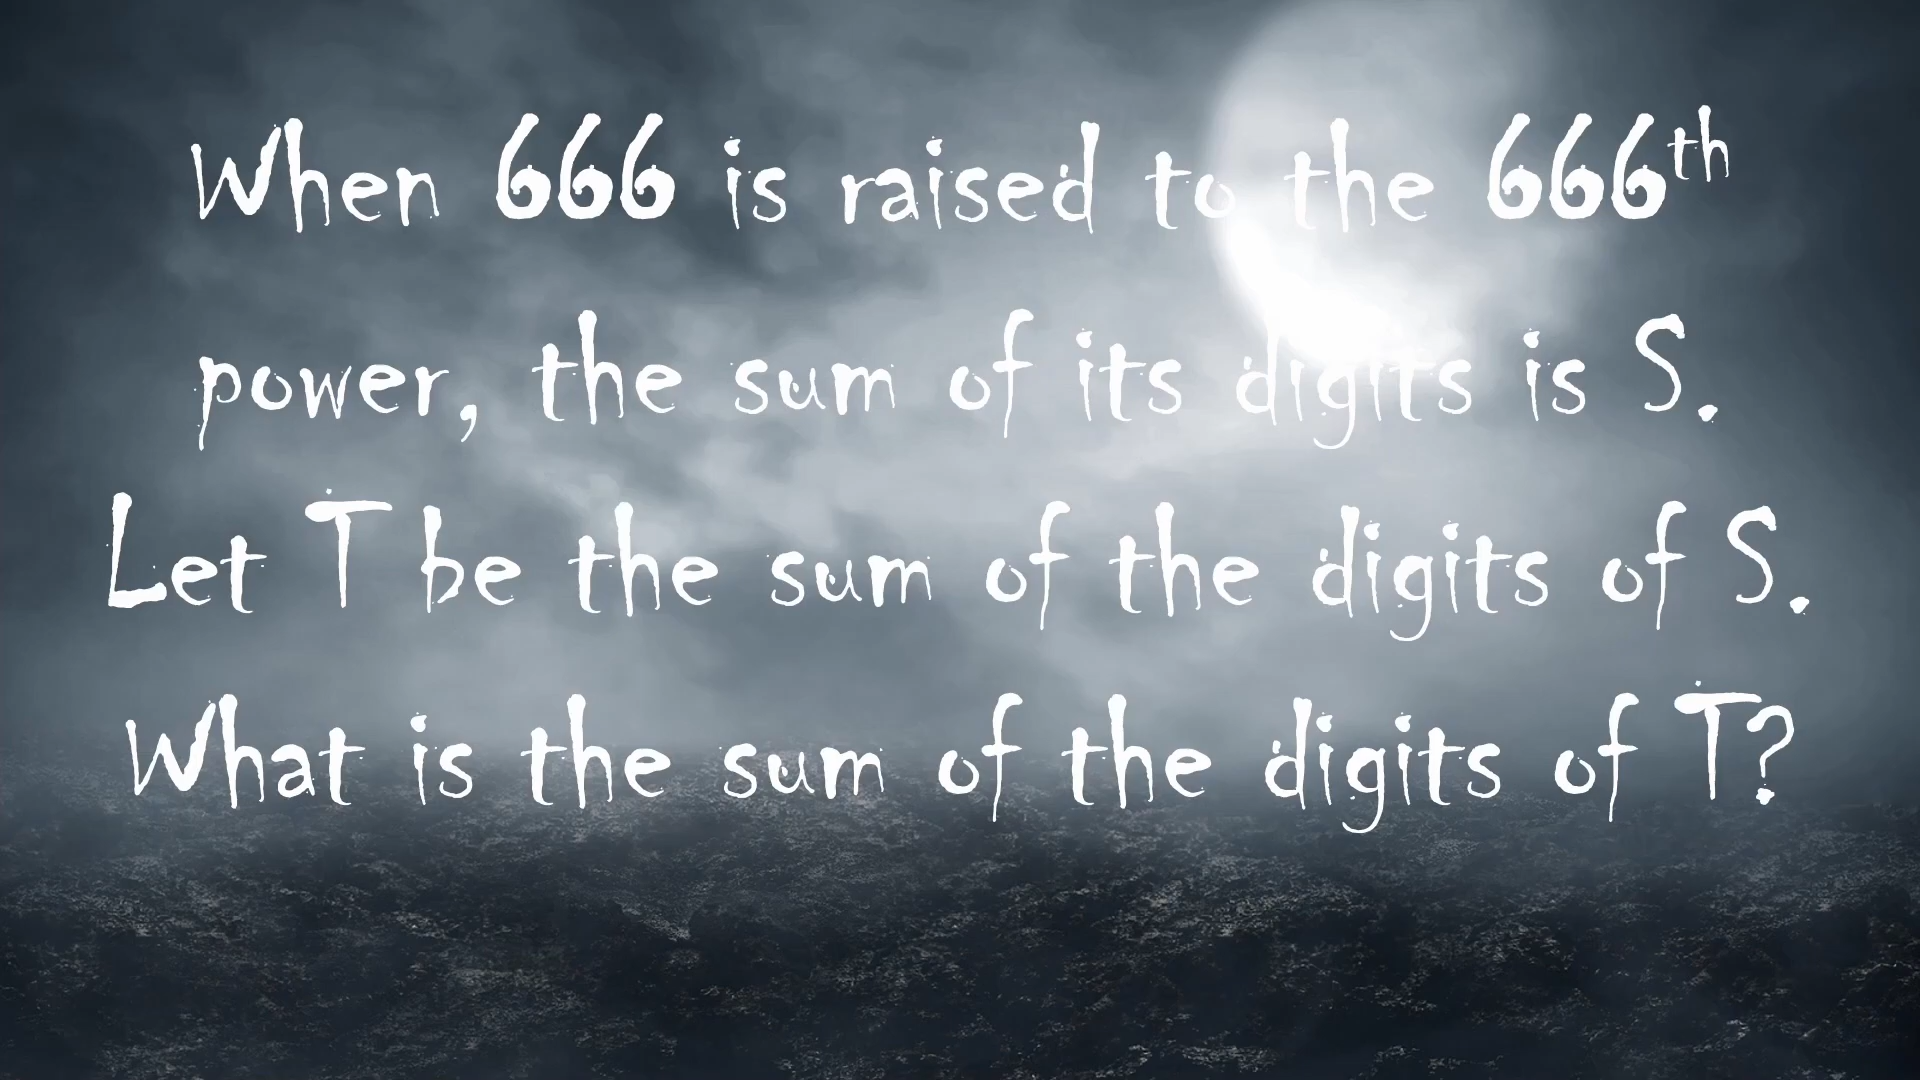 When 666 is raised to the 666th
power, the sum of its digits is S.
Let T be the sum of the digits of S.
What is the sum of the digits of T?